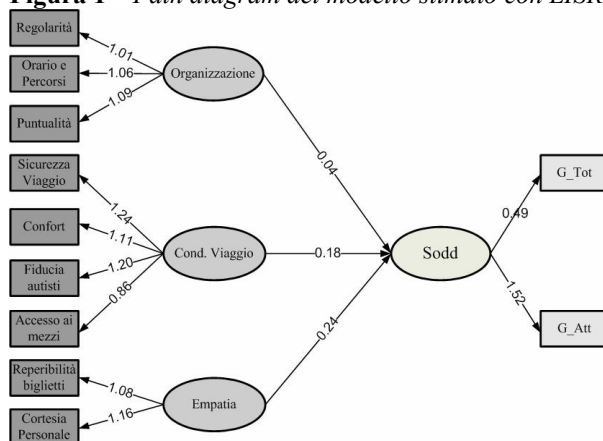 Figura 1 – Path diagram del modello stimato con LISR
Regolarità
Orario e
Percorsi
Puntualità
Sicurezza
Viaggio
Confort
Fiducia
autisti
Accesso ai
mezzi
Reperibilità
biglietti
Cortesia
Personale
1.01
1.06
1.09
1.24
1.11
1.20
0.86
1.08
1.16
Organizzazione
Cond. Viaggio
Empatia
0.04
0.18
0.24
Sodd
0.49
1.52
G_Tot
G_Att